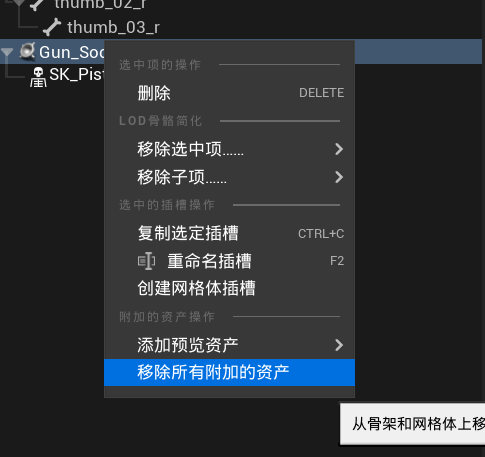 thumb_02_r
thumb_03_r
Gun_Soc
SK_Pist
选中项的操作
删除 DELETE
LOD骨骼简化
移除选中项......
移除子项......
选中的插槽操作
复制选定插槽 CTRL+C
重命名插槽 F2
创建网格体插槽
附加的资产操作
添加预览资产
移除所有附加的资产
从骨架和网格体上移